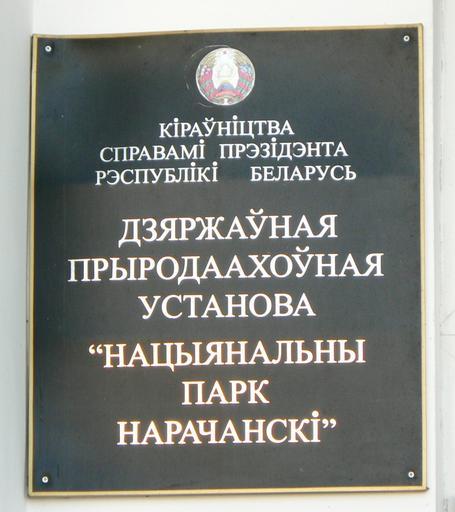 КІРАЎНІЦТВА
СПРАВАМІ ПРЭЗІДЭНТА
РЭСПУБЛІКІ БЕЛАРУСЬ
ДЗЯРЖАЎНАЯ
ПРЫРОДААХОЎНАЯ
УСТАНОВА
“НАЦЫЯНАЛЬНЫ
ПАРК
НАРАЧАНСКІ”